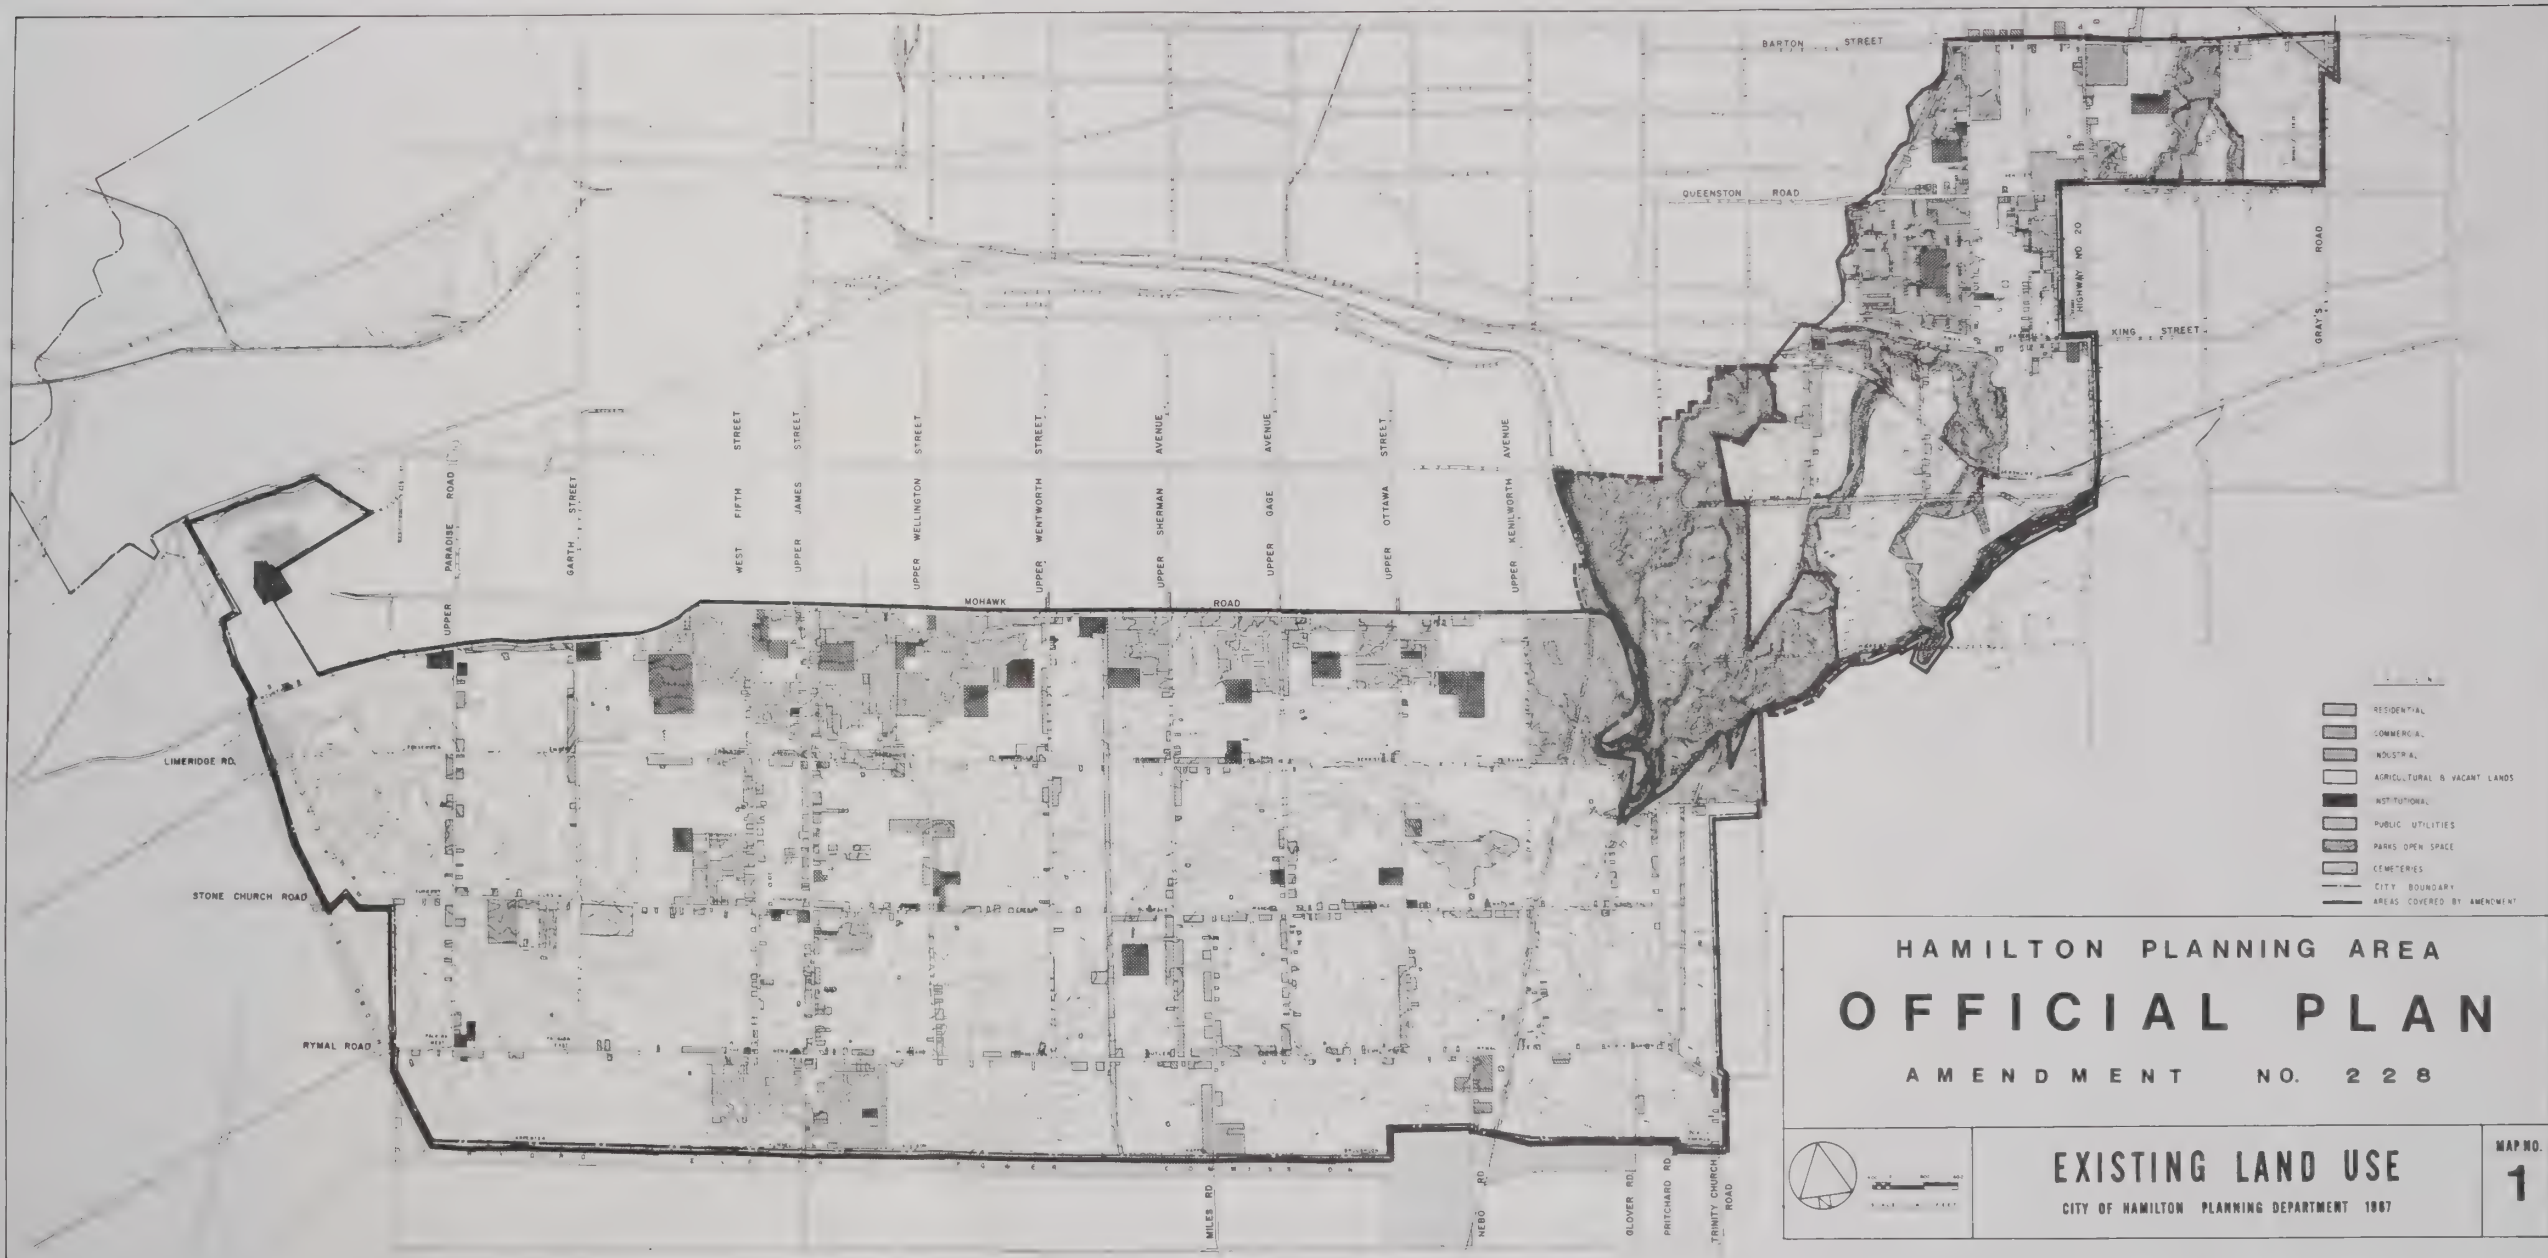 BARTON STREET
QUEENSTON ROAD
HIGHWAY NO 20
GRAY'S ROAD
KING STREET
UPPER PARADISE ROAD
GARTH STREET
WEST FIFTH STREET
UPPER JAMES STREET
UPPER WELLINGTON STREET
UPPER WENTWORTH STREET
UPPER SHERMAN AVENUE
UPPER GAGE AVENUE
UPPER OTTAWA STREET
UPPER KENILWORTH AVENUE
MOHAWK ROAD
LIMERIDGE RD.
STONE CHURCH ROAD
RYMAL ROAD
MILES RD
NEBO RD
GLOVER RD.
PRITCHARD RD
TRINITY CHURCH ROAD
RESIDENTIAL
COMMERCIAL
INDUSTRIAL
AGRICULTURAL & VACANT LANDS
INSTITUTIONAL
PUBLIC UTILITIES
PARKS OPEN SPACE
CEMETERIES
CITY BOUNDARY
AREAS COVERED BY AMENDMENT
HAMILTON PLANNING AREA
OFFICIAL PLAN
AMENDMENT NO. 228
EXISTING LAND USE
CITY OF HAMILTON PLANNING DEPARTMENT 1967
MAP NO.
1